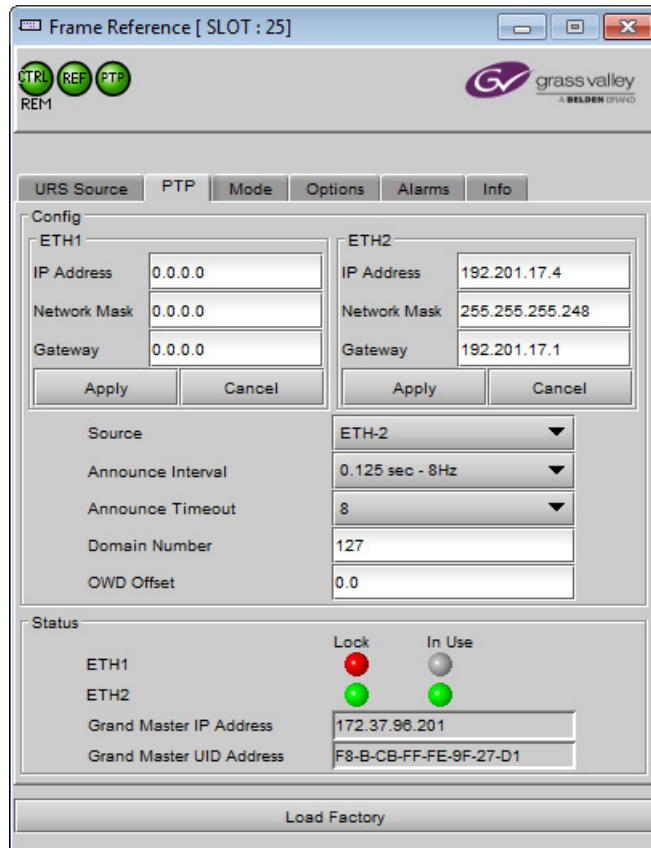 Frame Reference [ SLOT : 25]
CTRL REF PTP
REM
GV grass valley
A BELDEN BRAND
URS Source PTP Mode Options Alarms Info
Config
ETH1 ETH2
IP Address 0.0.0.0 IP Address 192.201.17.4
Network Mask 0.0.0.0 Network Mask 255.255.255.248
Gateway 0.0.0.0 Gateway 192.201.17.1
Apply Cancel Apply Cancel
Source ETH-2
Announce Interval 0.125 sec - 8Hz
Announce Timeout 8
Domain Number 127
OWD Offset 0.0
Status
Lock In Use
ETH1
ETH2
Grand Master IP Address 172.37.96.201
Grand Master UID Address F8-B-CB-FF-FE-9F-27-D1
Load Factory